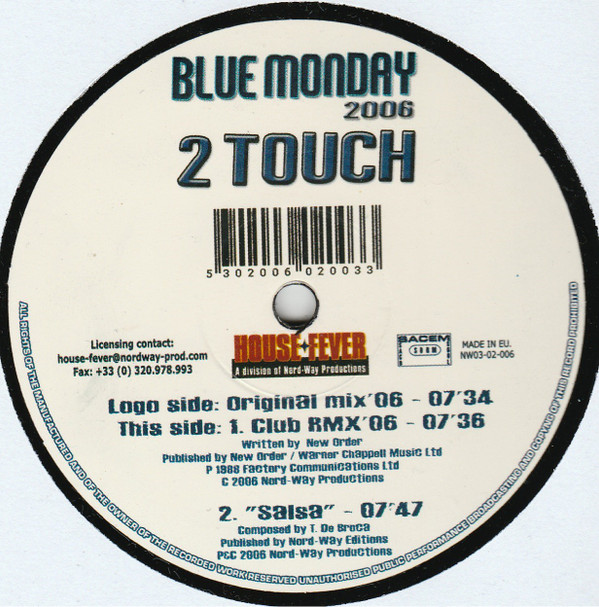 BLUE MONDAY
2006
2 TOUCH
5 302006 020033
Licensing contact:
house-fever@nordway-prod.com
Fax: +33 (0) 320.978.993
HOUSE FEVER
A division of Nord-Way Productions
SACEM
SDRM
MADE IN EU.
NW03-02-006
Logo side: Original mix'06 - 07'34
This side: 1. Club RMX'06 - 07'36
Written by New Order
Published by New Order / Warner Chappell Music Ltd
P 1988 Factory Communications Ltd
C 2006 Nord-Way Productions
2. "Salsa" - 07'47
Composed by T. De Broca
Published by Nord-Way Editions
P&C 2006 Nord-Way Productions
ALL RIGHTS OF THE MANUFACTURED AND OF THE OWNER OF THE RECORDED WORK RESERVED UNAUTHORISED PUBLIC PERFORMANCE BROADCASTING AND COPYING OF THIS RECORD PROHIBITED